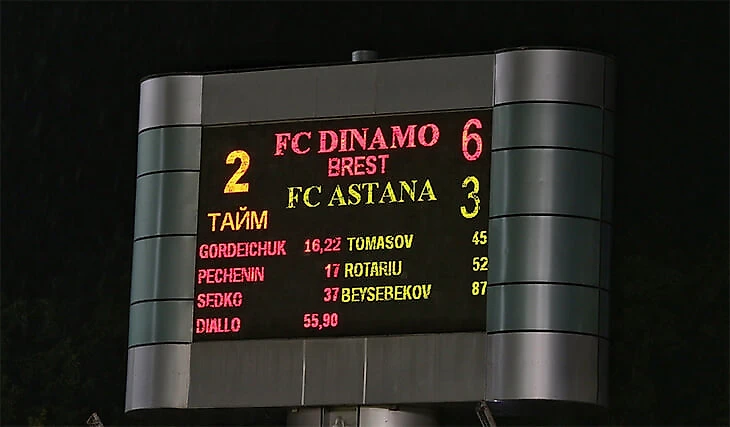 FC DINAMO 6
BREST
2
FC ASTANA 3
ТАЙМ
GORDEICHUK 16,22 TOMASOV 45
PECHENIN 17 ROTARIU 52
SEDKO 37 BEYSEBEKOV 87
DIALLO 55,90